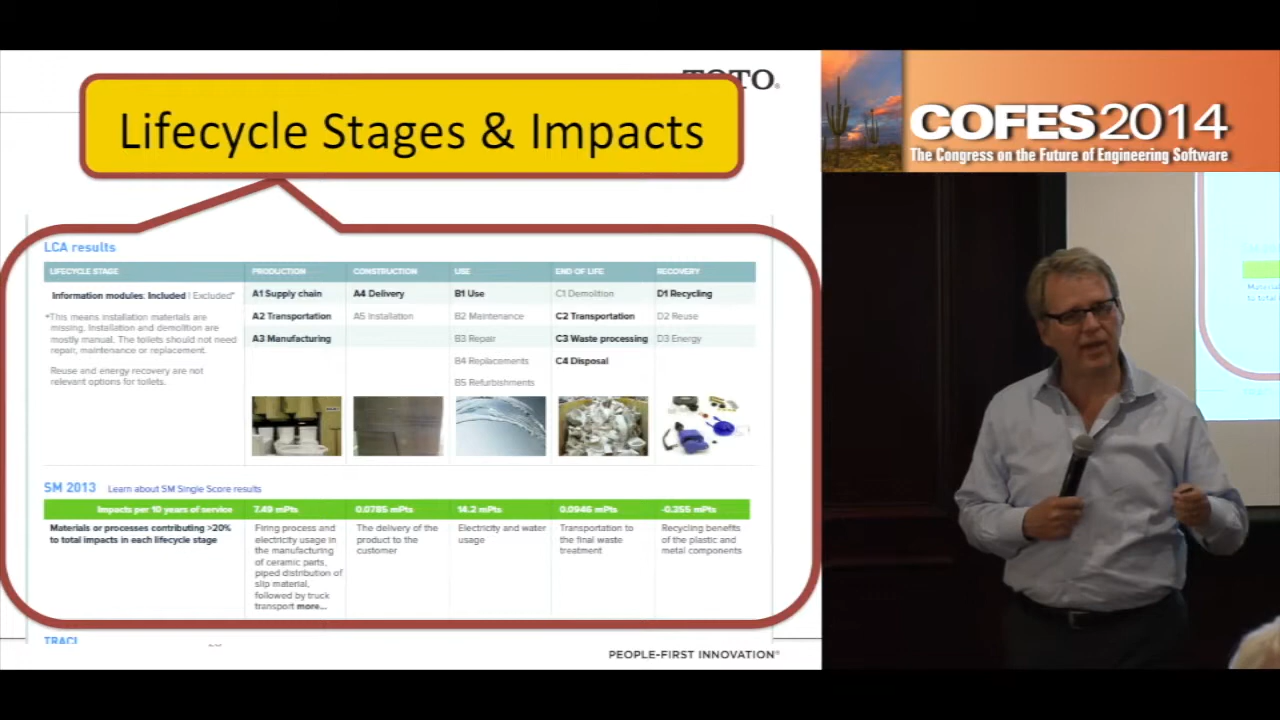 TOTO®
Lifecycle Stages & Impacts
LCA results
LIFECYCLE STAGE PRODUCTION CONSTRUCTION USE END OF LIFE RECOVERY
Information modules: Included | Excluded*
*This means installation materials are
missing. Installation and demolition are
mostly manual. The toilets should not need
repair, maintenance or replacement.
Reuse and energy recovery are not
relevant options for toilets.
A1 Supply chain A4 Delivery B1 Use C1 Demolition D1 Recycling
A2 Transportation A5 Installation B2 Maintenance C2 Transportation D2 Reuse
A3 Manufacturing B3 Repair C3 Waste processing D3 Energy
B4 Replacements C4 Disposal
B5 Refurbishments
SM 2013 Learn about SM Single Score results
Impacts per 10 years of service 7.49 mPts 0.0785 mPts 14.2 mPts 0.0946 mPts -0.255 mPts
Materials or processes contributing >20%
to total impacts in each lifecycle stage
Firing process and
electricity usage in
the manufacturing
of ceramic parts,
piped distribution of
slip material,
followed by truck
transport more...
The delivery of the
product to the
customer
Electricity and water
usage
Transportation to
the final waste
treatment
Recycling benefits
of the plastic and
metal components
TRACI
PEOPLE-FIRST INNOVATION®
COFES2014
The Congress on the Future of Engineering Software
Material
to total